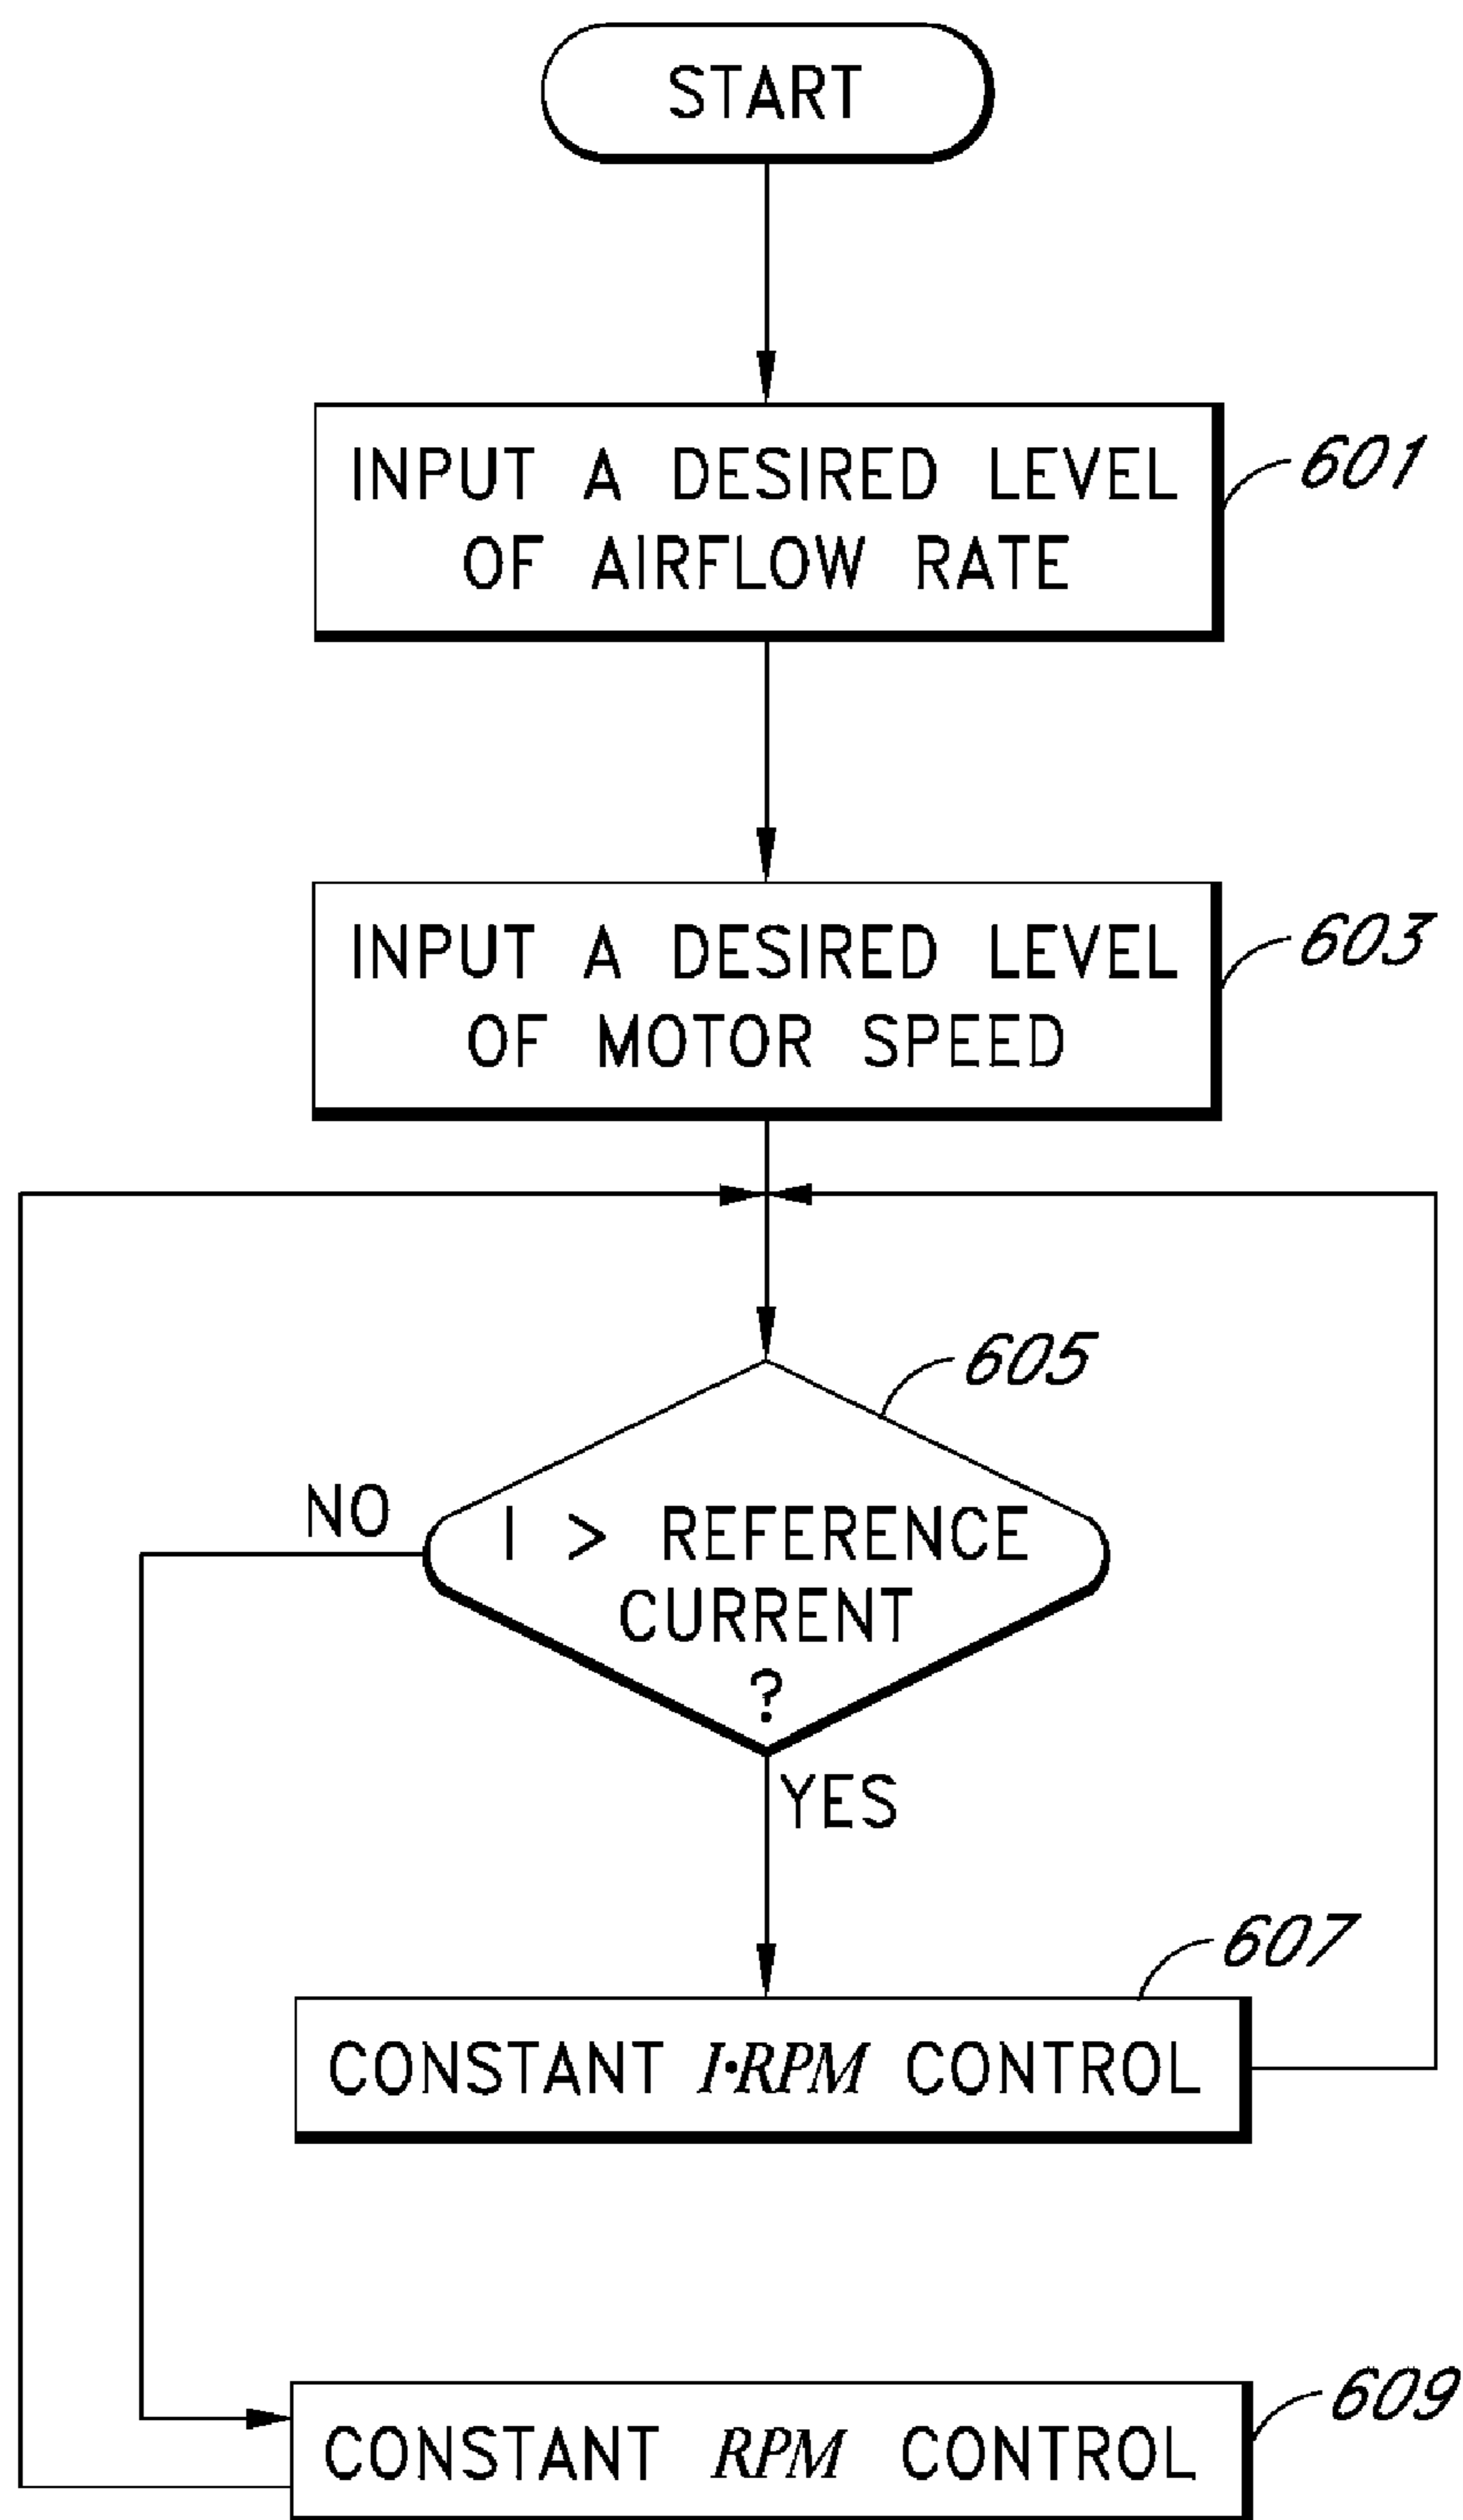 START
INPUT A DESIRED LEVEL
OF AIRFLOW RATE
601
INPUT A DESIRED LEVEL
OF MOTOR SPEED
603
605
NO
I > REFERENCE
CURRENT
?
YES
607
CONSTANT I·RPM CONTROL
609
CONSTANT RPM CONTROL